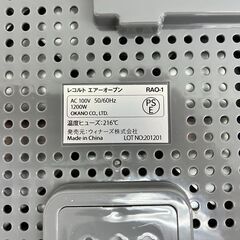 レコルト エアーオーブン RAO-1
AC 100V 50/60Hz
1200W
OKANO CO., LTD.
温度ヒューズ:216℃
発売元:ウィナーズ株式会社
Made in China LOT NO:201201
PSE